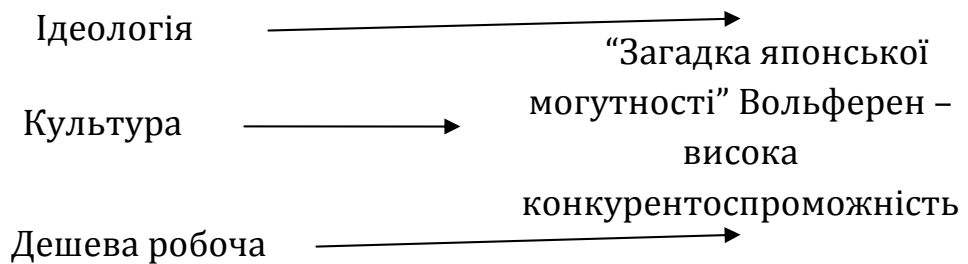 Ідеологія
“Загадка японської
могутності” Вольферен –
Культура
висока
конкурентоспроможність
Дешева робоча